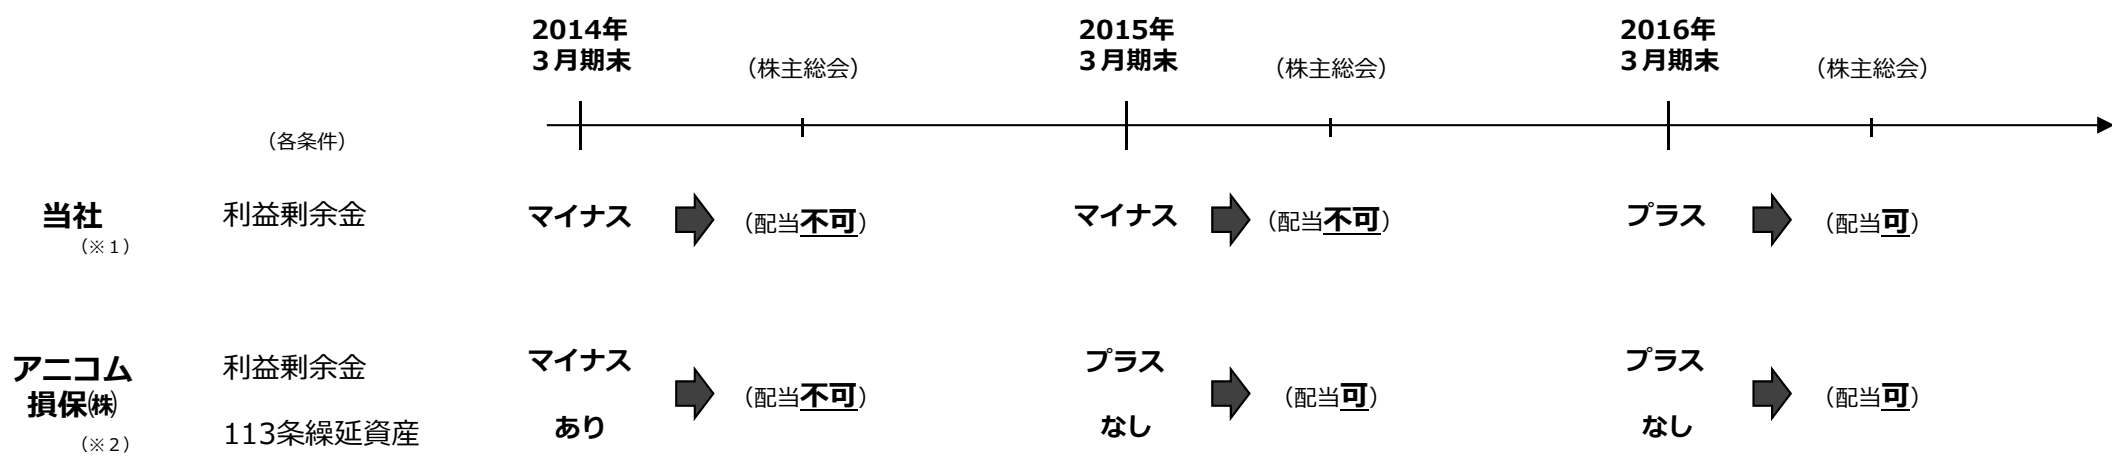 2014年
３月期末
（株主総会）
2015年
３月期末
（株主総会）
2016年
３月期末
（株主総会）
（各条件）
当社
（※１）
利益剰余金
マイナス
（配当不可）
マイナス
（配当不可）
プラス
（配当可）
アニコム
損保㈱
（※２）
利益剰余金
マイナス
プラス
プラス
（配当不可）
（配当可）
（配当可）
113条繰延資産
あり
なし
なし